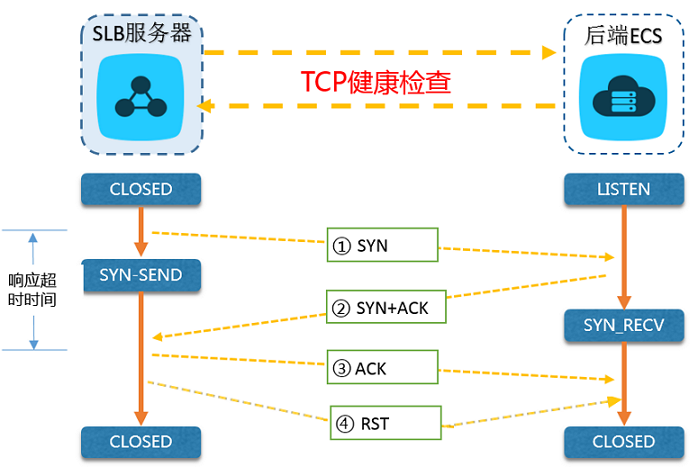 SLB服务器
后端ECS
TCP健康检查
CLOSED
LISTEN
① SYN
响应超
时时间
SYN-SEND
② SYN+ACK
SYN_RECV
③ ACK
④ RST
CLOSED
CLOSED